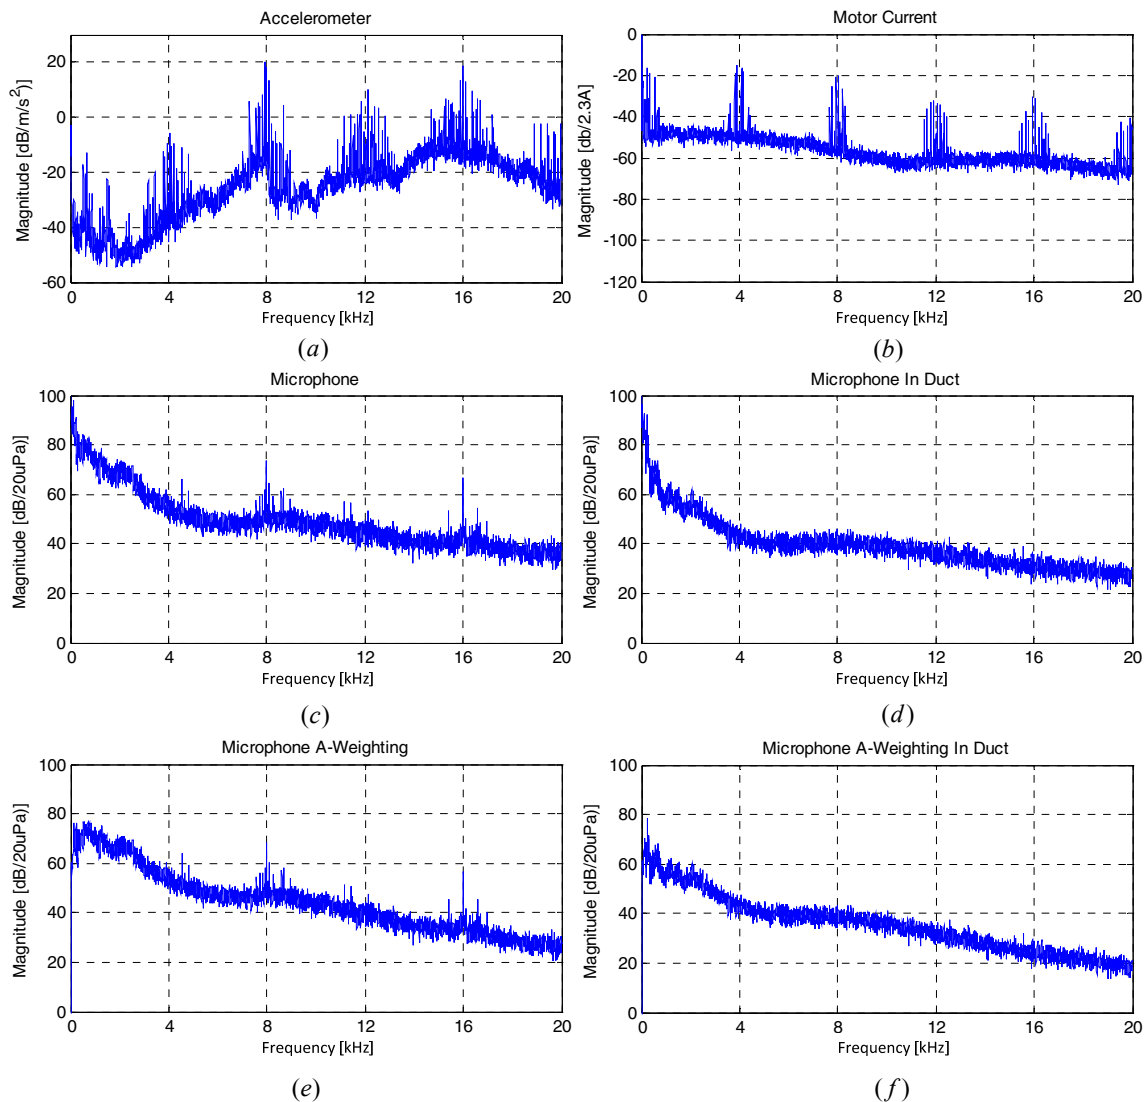 Accelerometer
Magnitude [dB/m/s²)]
20
0
-20
-40
-60
0 4 8 12 16 20
Frequency [kHz]
(a)
Motor Current
Magnitude [db/2.3A]
0
-20
-40
-60
-80
-100
-120
0 4 8 12 16 20
Frequency [kHz]
(b)
Microphone
Magnitude [dB/20uPa)]
100
80
60
40
20
0
0 4 8 12 16 20
Frequency [kHz]
(c)
Microphone In Duct
Magnitude [dB/20uPa)]
100
80
60
40
20
0
0 4 8 12 16 20
Frequency [kHz]
(d)
Microphone A-Weighting
Magnitude [dB/20uPa)]
100
80
60
40
20
0
0 4 8 12 16 20
Frequency [kHz]
(e)
Microphone A-Weighting In Duct
Magnitude [dB/20uPa)]
100
80
60
40
20
0
0 4 8 12 16 20
Frequency [kHz]
(f)